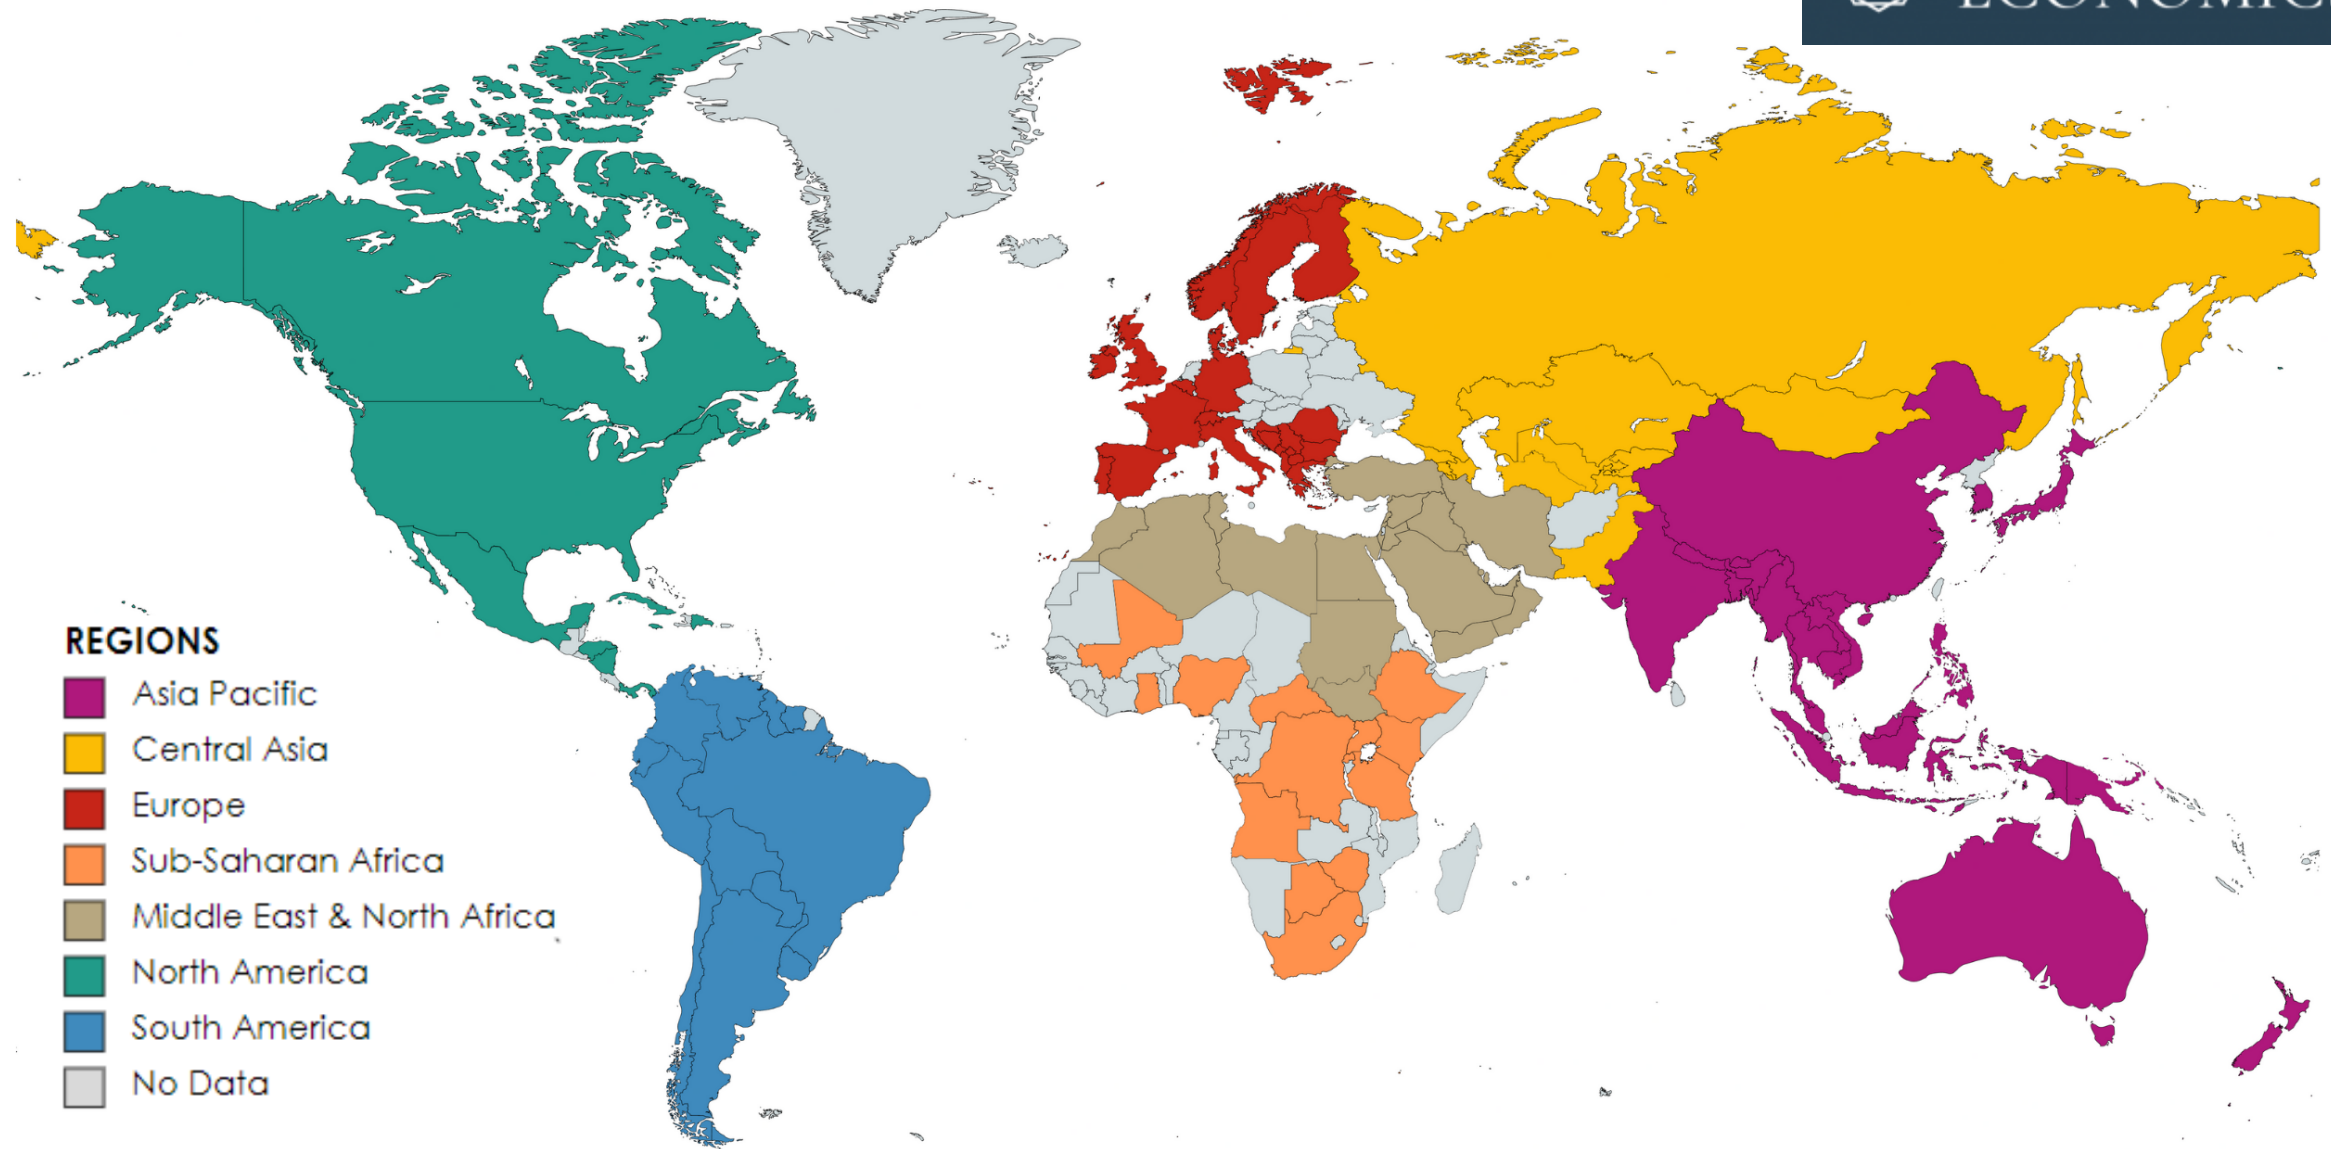 ECONOMICS
REGIONS
Asia Pacific
Central Asia
Europe
Sub-Saharan Africa
Middle East & North Africa
North America
South America
No Data